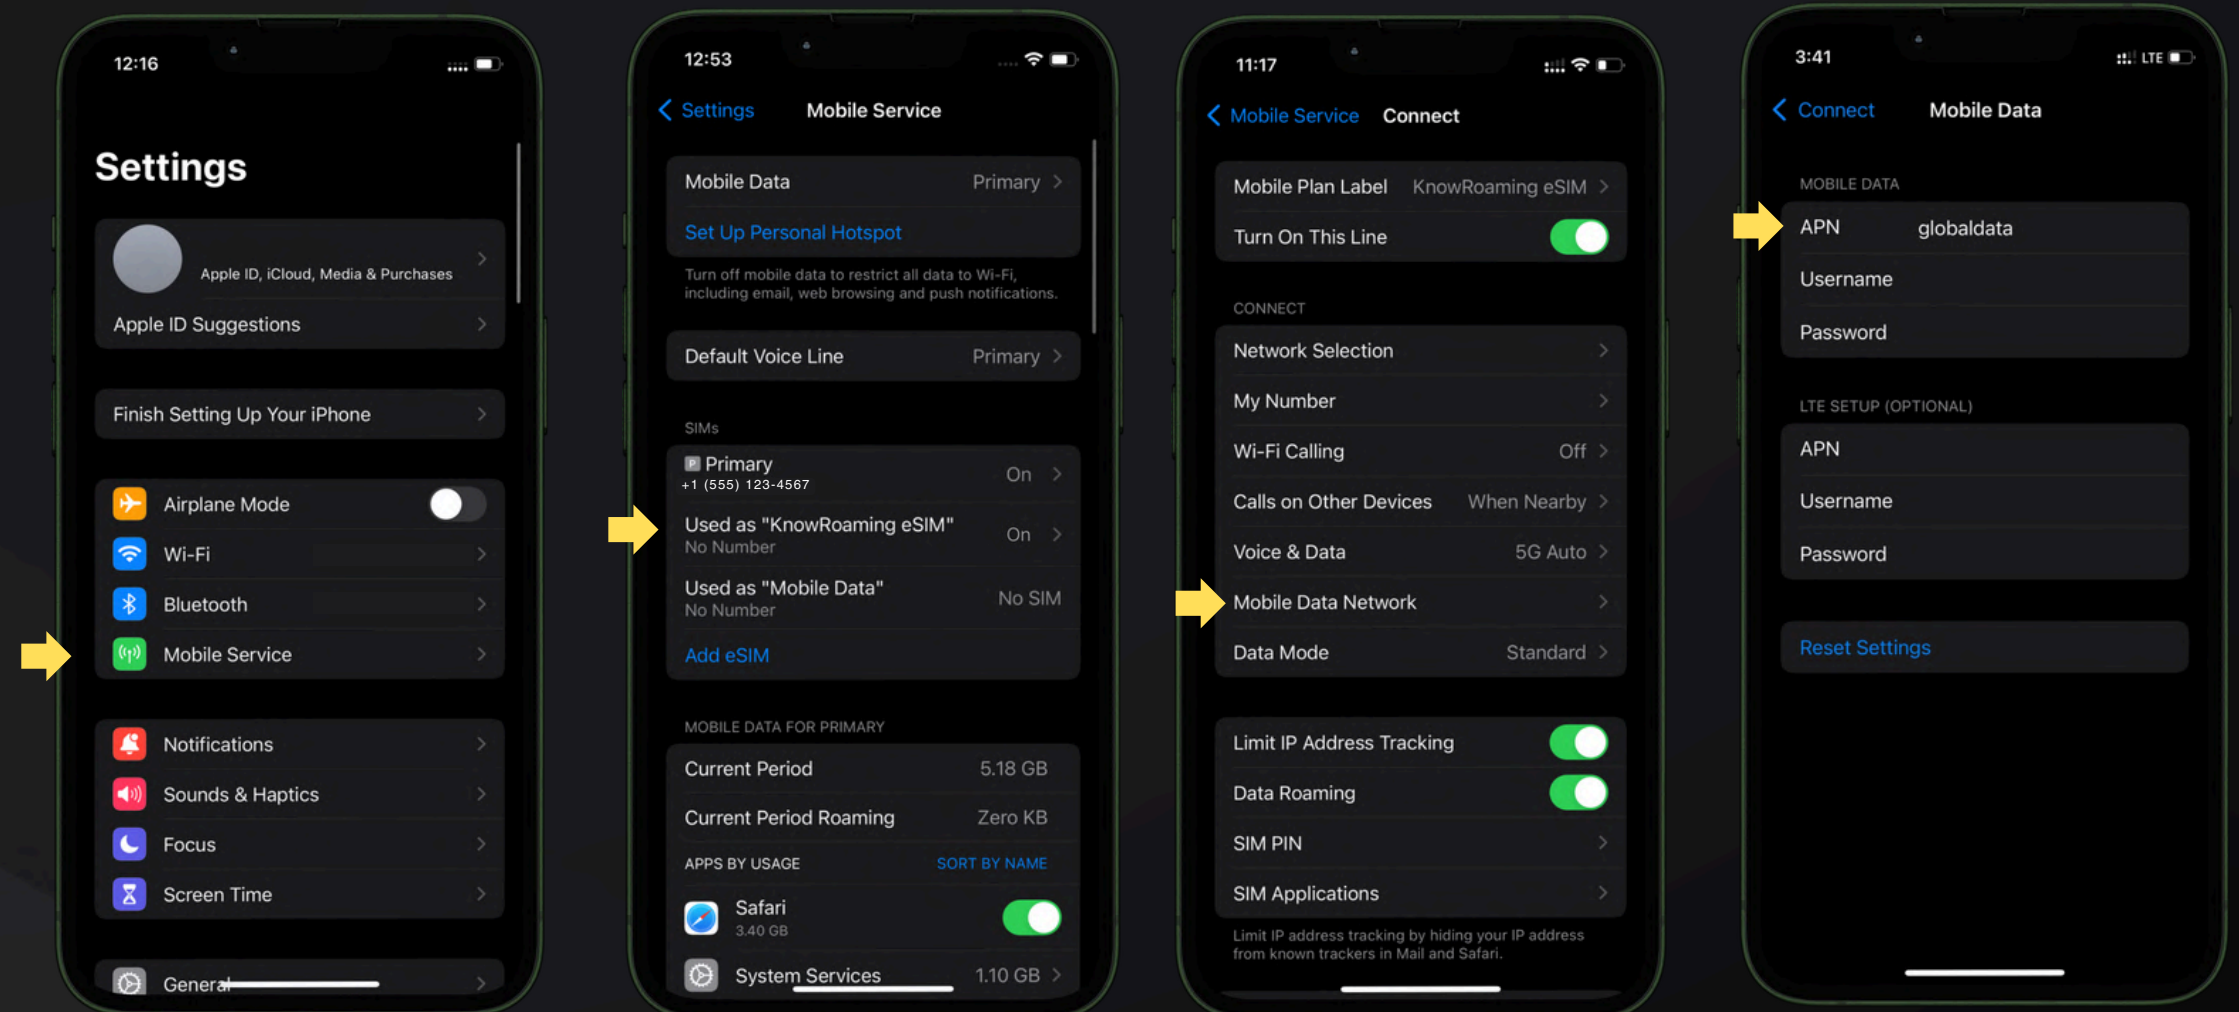 12:16
Settings
Apple ID, iCloud, Media & Purchases
Apple ID Suggestions
Finish Setting Up Your iPhone
Airplane Mode
Wi-Fi
Bluetooth
Mobile Service
Notifications
Sounds & Haptics
Focus
Screen Time
General
12:53
Settings Mobile Service
Mobile Data Primary
Set Up Personal Hotspot
Turn off mobile data to restrict all data to Wi-Fi,
including email, web browsing and push notifications.
Default Voice Line Primary
SIMs
P Primary On
+1 (555) 123-4567
Used as "KnowRoaming eSIM" On
No Number
Used as "Mobile Data" No SIM
No Number
Add eSIM
MOBILE DATA FOR PRIMARY
Current Period 5.18 GB
Current Period Roaming Zero KB
APPS BY USAGE SORT BY NAME
Safari
3.40 GB
System Services 1.10 GB
11:17
Mobile Service Connect
Mobile Plan Label KnowRoaming eSIM
Turn On This Line
CONNECT
Network Selection
My Number
Wi-Fi Calling Off
Calls on Other Devices When Nearby
Voice & Data 5G Auto
Mobile Data Network
Data Mode Standard
Limit IP Address Tracking
Data Roaming
SIM PIN
SIM Applications
Limit IP address tracking by hiding your IP address
from known trackers in Mail and Safari.
3:41 LTE
Connect Mobile Data
MOBILE DATA
APN globaldata
Username
Password
LTE SETUP (OPTIONAL)
APN
Username
Password
Reset Settings